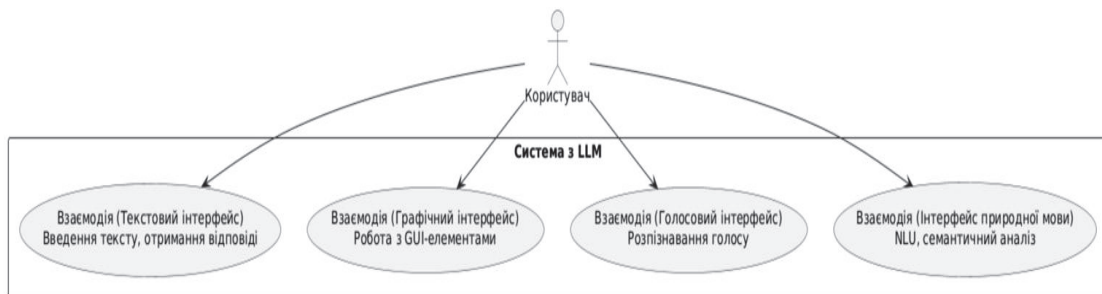 Користувач
Система з LLM
Взаємодія (Текстовий інтерфейс)
Введення тексту, отримання відповіді
Взаємодія (Графічний інтерфейс)
Робота з GUI-елементами
Взаємодія (Голосовий інтерфейс)
Розпізнавання голосу
Взаємодія (Інтерфейс природної мови)
NLU, семантичний аналіз